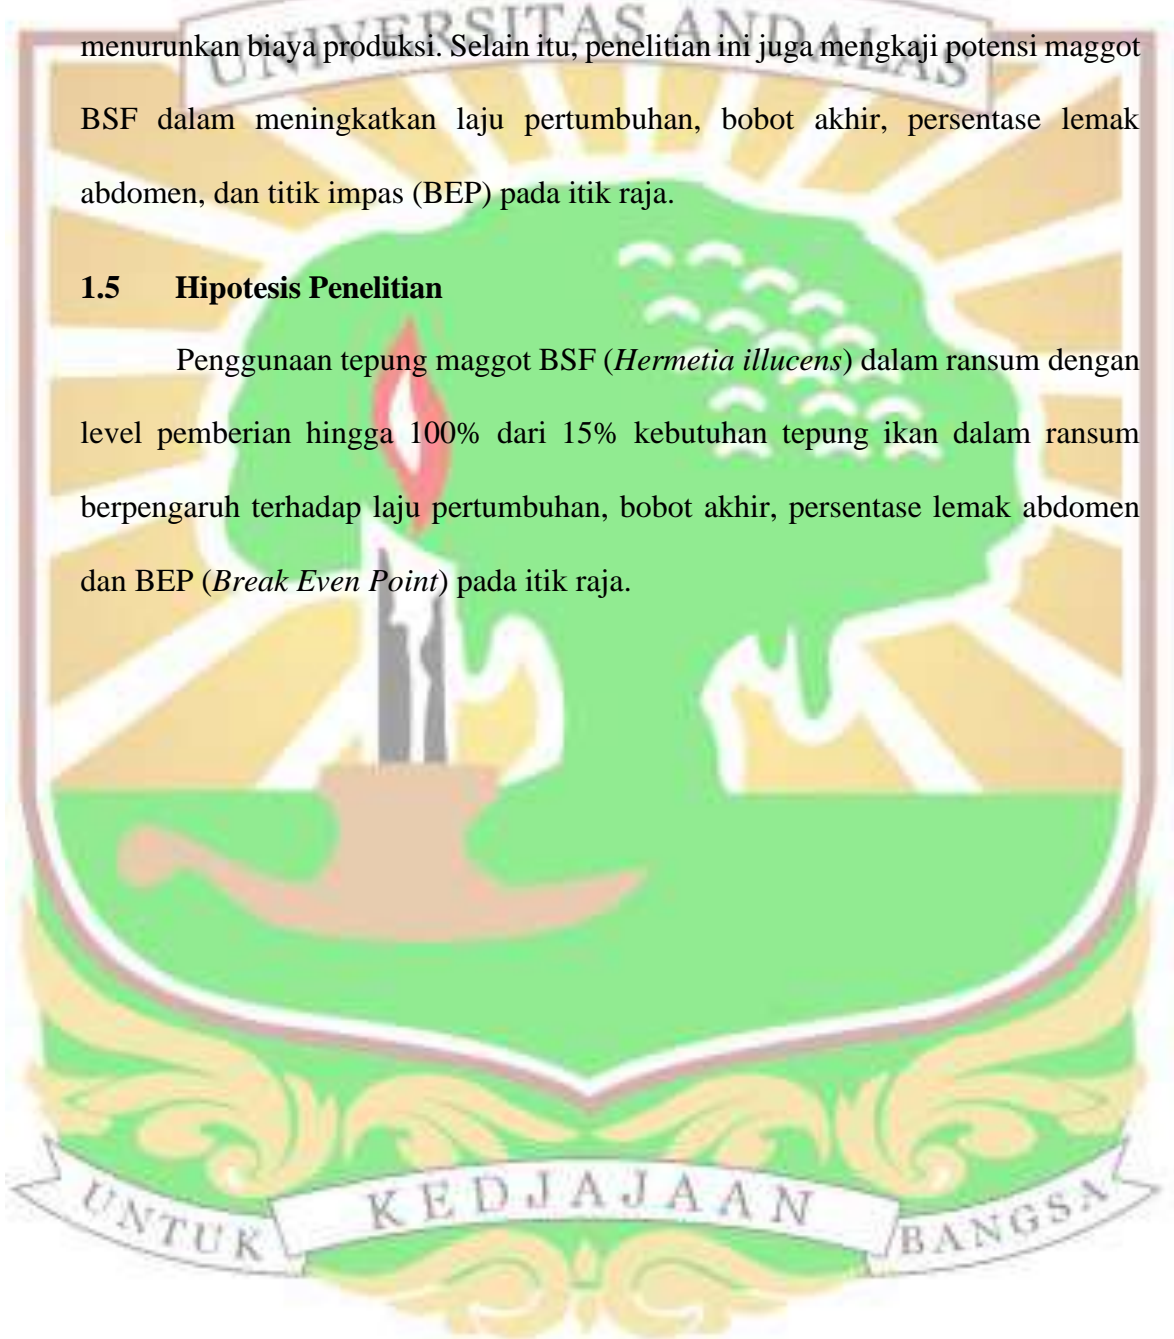 UNIVERSITAS ANDALAS
menurunkan biaya produksi. Selain itu, penelitian ini juga mengkaji potensi maggot
BSF dalam meningkatkan laju pertumbuhan, bobot akhir, persentase lemak
abdomen, dan titik impas (BEP) pada itik raja.
1.5 Hipotesis Penelitian
Penggunaan tepung maggot BSF (Hermetia illucens) dalam ransum dengan
level pemberian hingga 100% dari 15% kebutuhan tepung ikan dalam ransum
berpengaruh terhadap laju pertumbuhan, bobot akhir, persentase lemak abdomen
dan BEP (Break Even Point) pada itik raja.
UNTUK KEDJAJAAN BANGSA